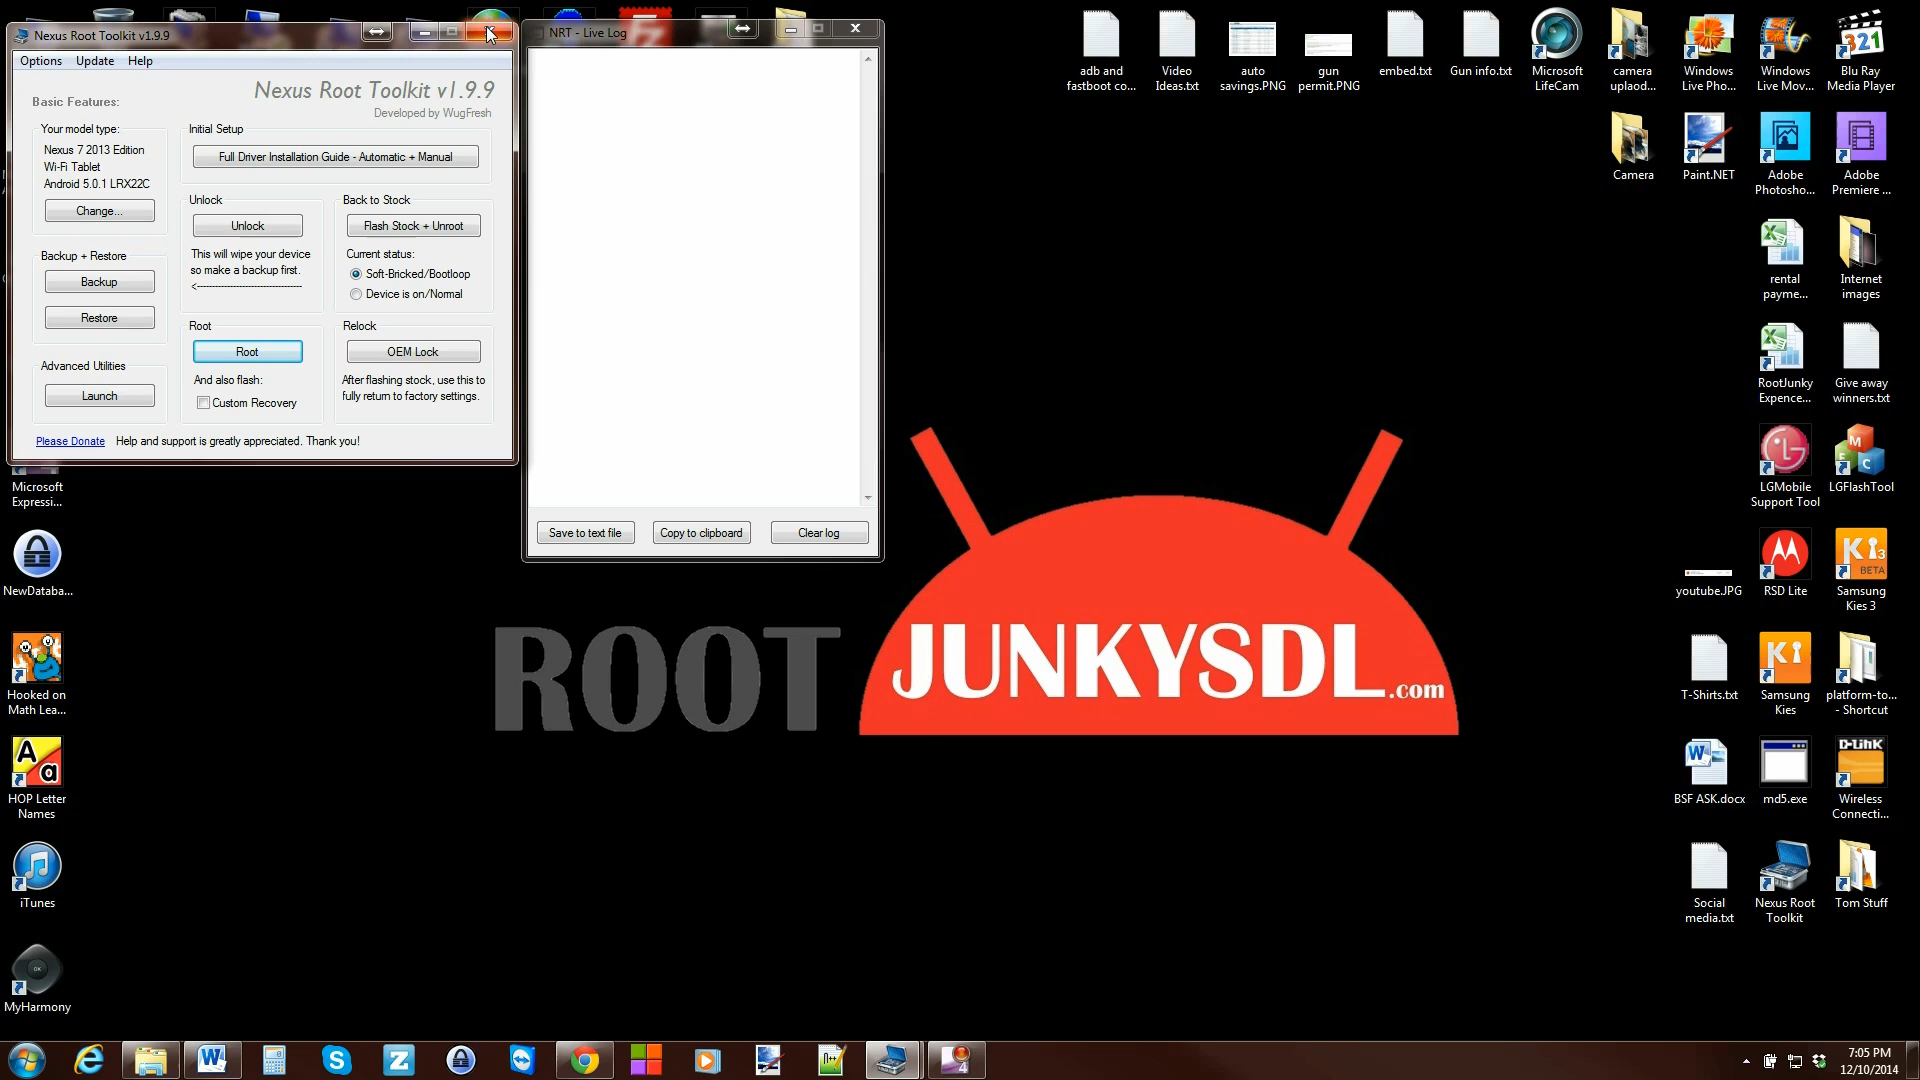 Nexus Root Toolkit v1.9.9
Options Update Help
Nexus Root Toolkit v1.9.9
Developed by WugFresh
Basic Features:
Your model type:
Nexus 7 2013 Edition
Wi-Fi Tablet
Android 5.0.1 LRX22C
Change...
Initial Setup
Full Driver Installation Guide - Automatic + Manual
Unlock
Unlock
This will wipe your device
so make a backup first.
<-----------------------------------
Back to Stock
Flash Stock + Unroot
Current status:
Soft-Bricked/Bootloop
Device is on/Normal
Backup + Restore
Backup
Restore
Root
Root
And also flash:
Custom Recovery
Relock
OEM Lock
After flashing stock, use this to
fully return to factory settings.
Advanced Utilities
Launch
Please Donate Help and support is greatly appreciated. Thank you!
NRT - Live Log
Save to text file
Copy to clipboard
Clear log
adb and
fastboot co...
Video
Ideas.txt
auto
savings.PNG
gun
permit.PNG
embed.txt
Gun info.txt
Microsoft
LifeCam
camera
uplaod...
Windows
Live Pho...
Windows
Live Mov...
321
Blu Ray
Media Player
Camera
Paint.NET
Adobe
Photosho...
Adobe
Premiere ...
rental
payme...
Internet
images
RootJunky
Expence...
Give away
winners.txt
LGMobile
Support Tool
M
F
C
LGFlashTool
youtube.JPG
RSD Lite
Ki3
BETA
Samsung
Kies 3
T-Shirts.txt
Ki
Samsung
Kies
platform-to...
- Shortcut
BSF ASK.docx
md5.exe
D-Link
Wireless
Connecti...
Social
media.txt
Nexus Root
Toolkit
Tom Stuff
Microsoft
Expressi...
NewDataba...
Hooked on
Math Lea...
A
a
HOP Letter
Names
iTunes
OK
MyHarmony
ROOT
JUNKYSDL.com
7:05 PM
12/10/2014